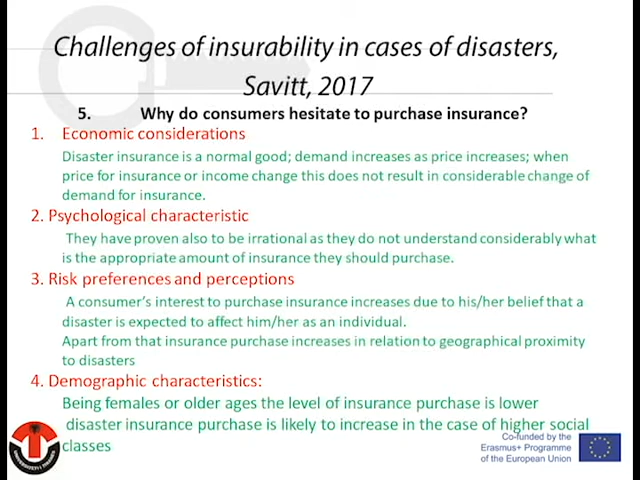 Challenges of insurability in cases of disasters,
Savitt, 2017
5. Why do consumers hesitate to purchase insurance?
1. Economic considerations
Disaster insurance is a normal good; demand increases as price increases; when
price for insurance or income change this does not result in considerable change of
demand for insurance.
2. Psychological characteristic
They have proven also to be irrational as they do not understand considerably what
is the appropriate amount of insurance they should purchase.
3. Risk preferences and perceptions
A consumer's interest to purchase insurance increases due to his/her belief that a
disaster is expected to affect him/her as an individual.
Apart from that insurance purchase increases in relation to geographical proximity
to disasters
4. Demographic characteristics:
Being females or older ages the level of insurance purchase is lower
disaster insurance purchase is likely to increase in the case of higher social
classes
Co-funded by the
Erasmus+ Programme
of the European Union